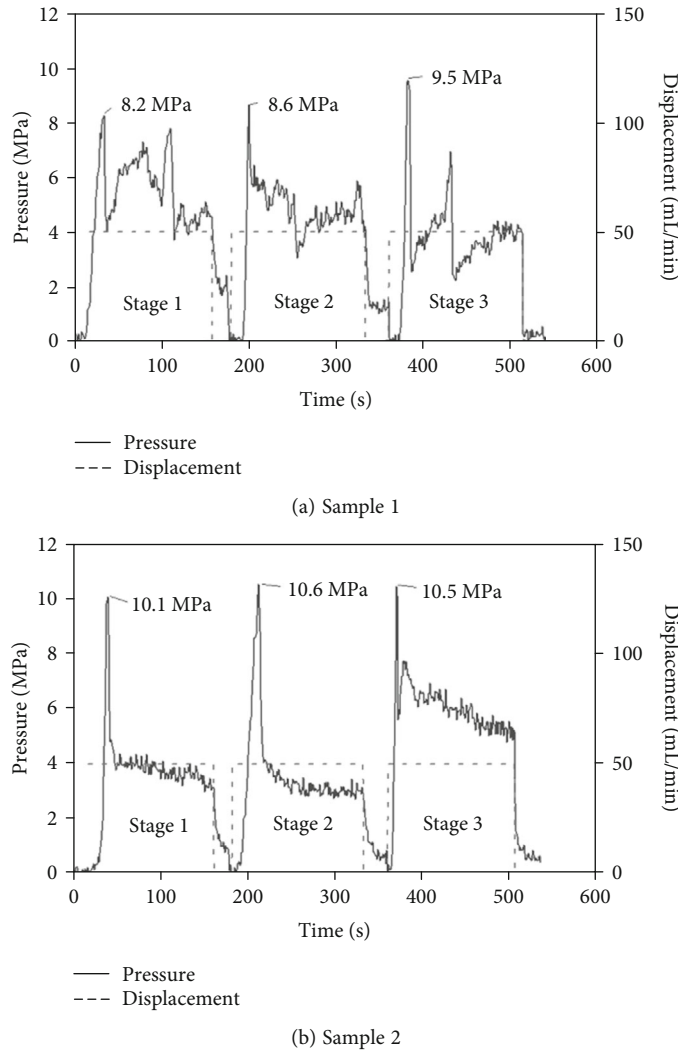 12
10
8
6
4
2
0
150
100
50
0
0
100
200
300
400
500
600
Pressure (MPa)
Displacement (mL/min)
Time (s)
8.2 MPa
8.6 MPa
9.5 MPa
Stage 1
Stage 2
Stage 3
Pressure
Displacement
(a) Sample 1
12
10
8
6
4
2
0
150
100
50
0
0
100
200
300
400
500
600
Pressure (MPa)
Displacement (mL/min)
Time (s)
10.1 MPa
10.6 MPa
10.5 MPa
Stage 1
Stage 2
Stage 3
Pressure
Displacement
(b) Sample 2